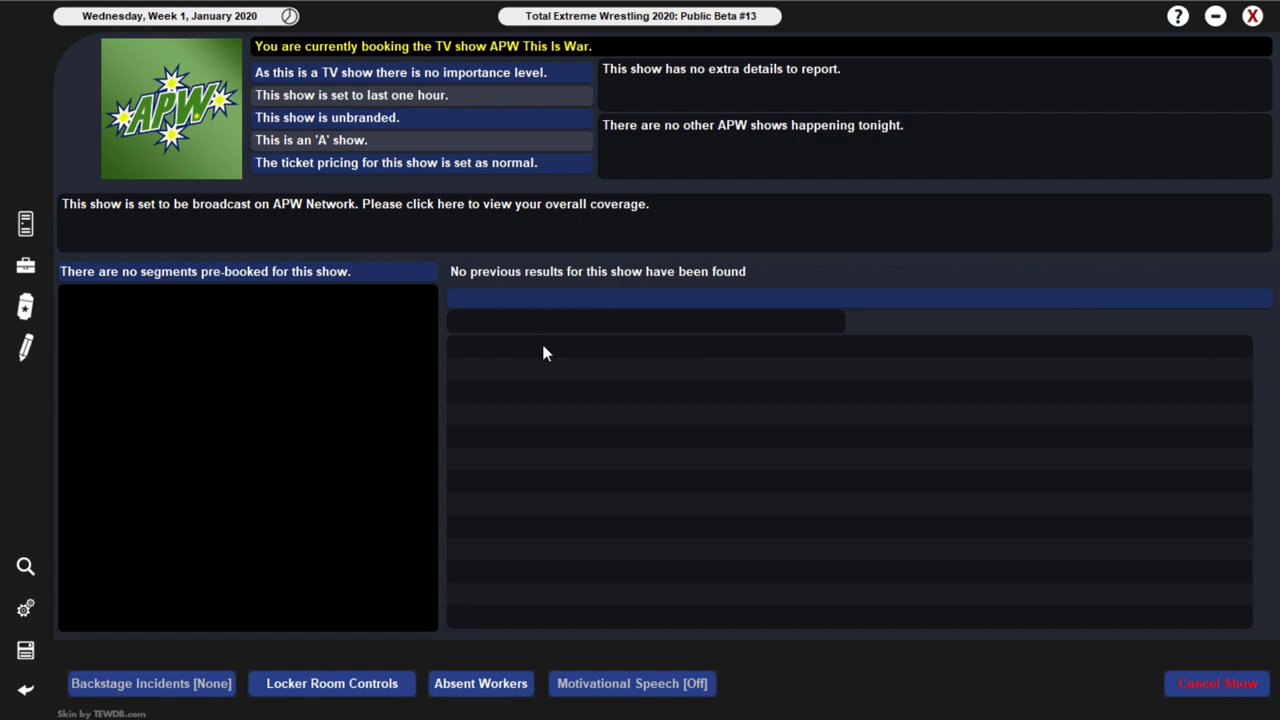 Wednesday, Week 1, January 2020
Total Extreme Wrestling 2020: Public Beta #13
?
X
APW
You are currently booking the TV show APW This Is War.
As this is a TV show there is no importance level.
This show is set to last one hour.
This show is unbranded.
This is an 'A' show.
The ticket pricing for this show is set as normal.
This show has no extra details to report.
There are no other APW shows happening tonight.
This show is set to be broadcast on APW Network. Please click here to view your overall coverage.
There are no segments pre-booked for this show.
No previous results for this show have been found
Backstage Incidents [None]
Locker Room Controls
Absent Workers
Motivational Speech [Off]
Cancel Show
Skin by TEWDB.com